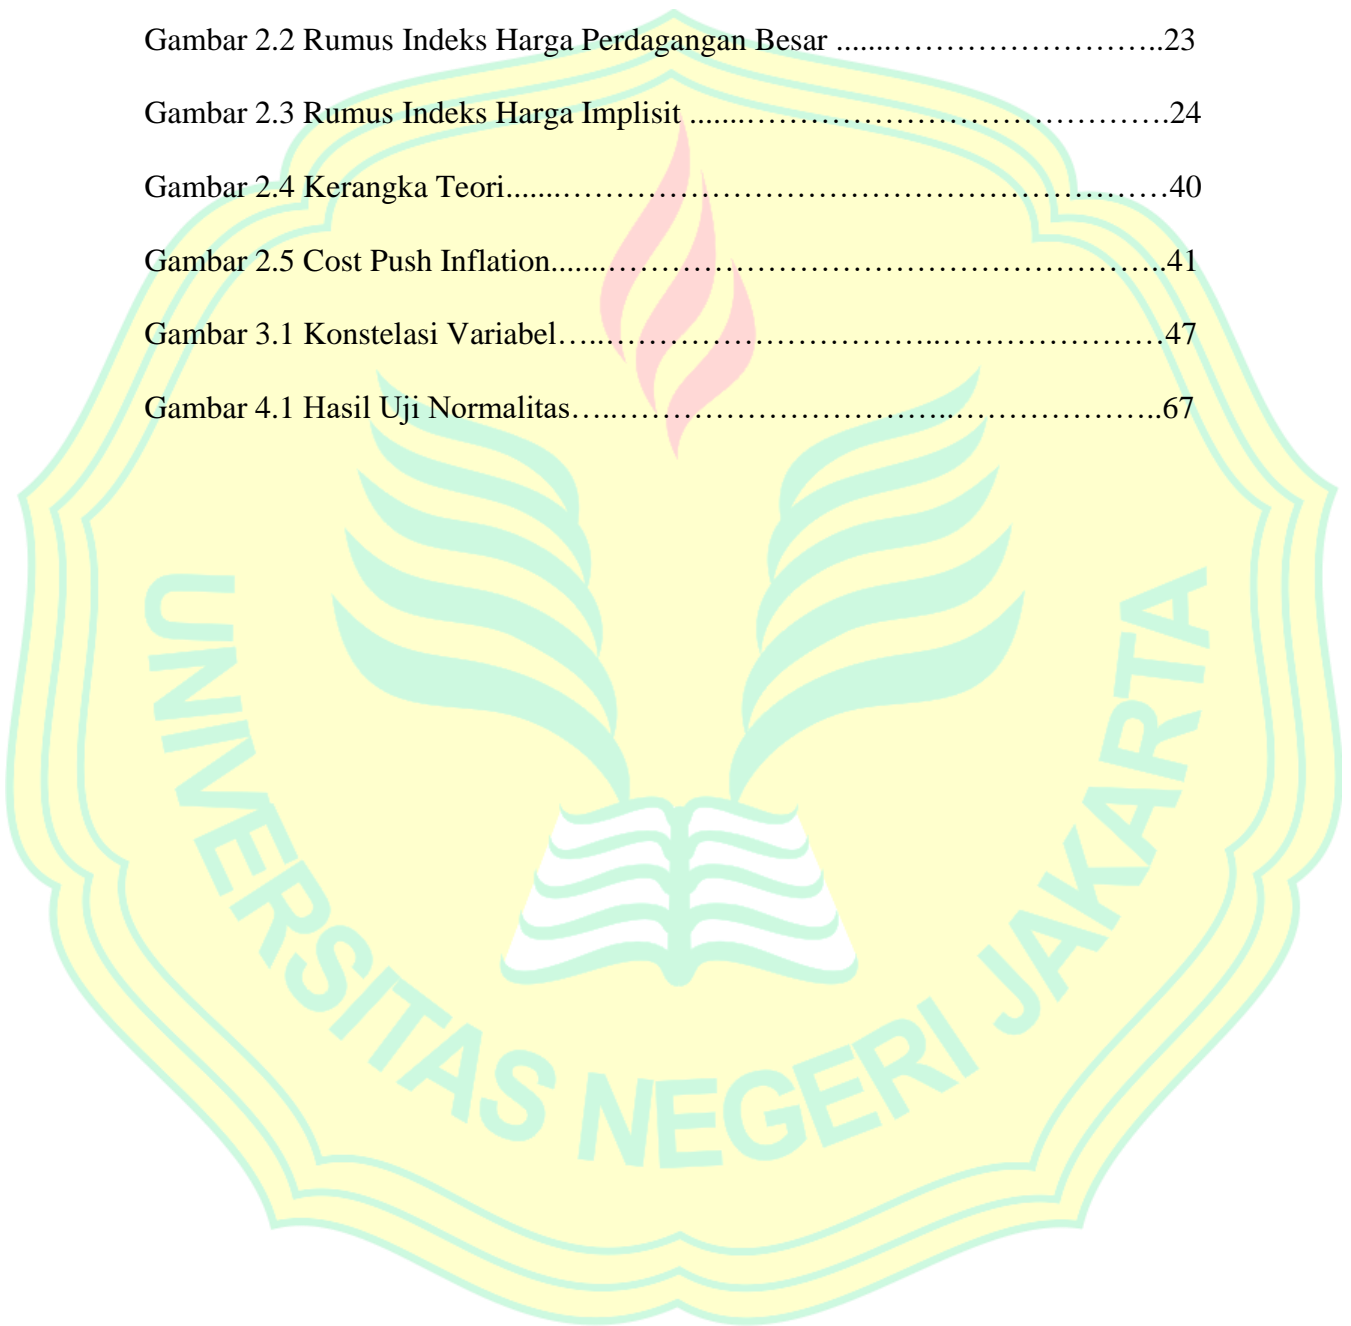 Gambar 2.2 Rumus Indeks Harga Perdagangan Besar .......……………………..23
Gambar 2.3 Rumus Indeks Harga Implisit .......……………………………….24
Gambar 2.4 Kerangka Teori.......……………………………………………40
Gambar 2.5 Cost Push Inflation.......………………………………………..41
Gambar 3.1 Konstelasi Variabel…..…………………………..…………………47
Gambar 4.1 Hasil Uji Normalitas…..…………………………..………………..67
UNIVERSITAS NEGERI JAKARTA